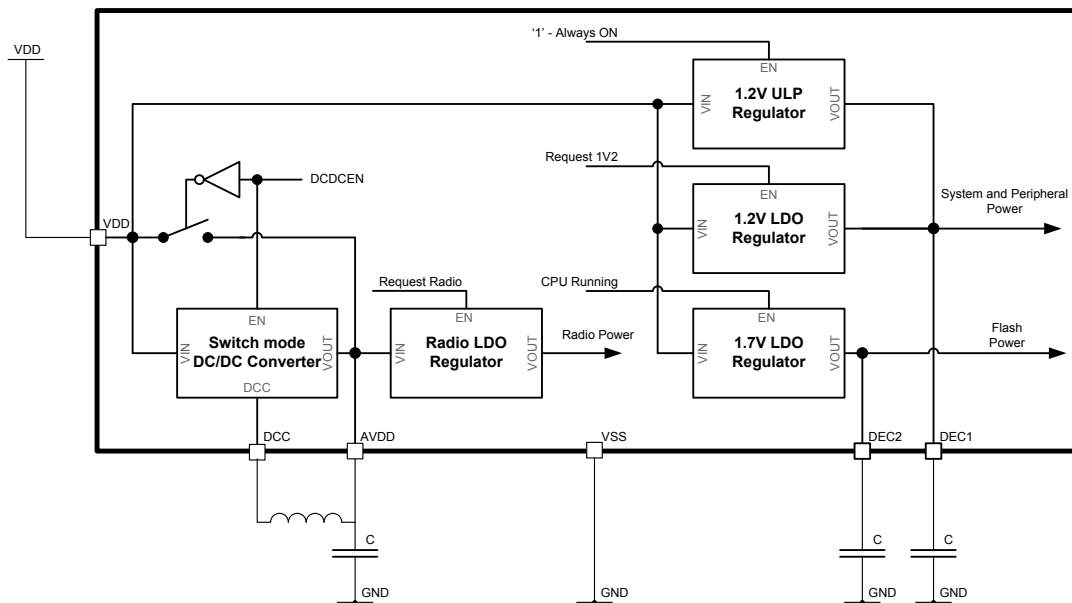 '1' - Always ON
VDD
EN
VIN
1.2V ULP
Regulator
VOUT
Request 1V2
DCDCEN
EN
VIN
1.2V LDO
Regulator
VOUT
System and Peripheral
Power
VDD
Request Radio
CPU Running
EN
VIN
Switch mode
DC/DC Converter
VOUT
DCC
EN
VIN
Radio LDO
Regulator
Radio Power
EN
VIN
1.7V LDO
Regulator
VOUT
Flash
Power
DCC
AVDD
VSS
DEC2
DEC1
C
C
C
GND
GND
GND
GND